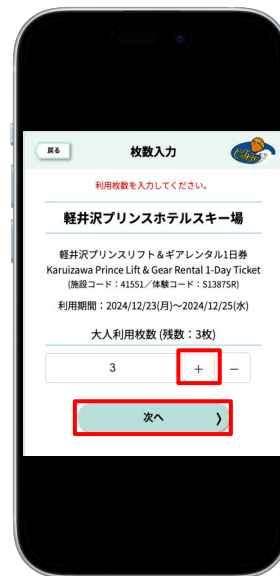 戻る
枚数入力
利用枚数を入力してください。
軽井沢プリンスホテルスキー場
軽井沢プリンスリフト＆ギアレンタル1日券
Karuizawa Prince Lift & Gear Rental 1-Day Ticket
(施設コード：41551／体験コード：S1387SR)
利用期間：2024/12/23(月)～2024/12/25(水)
大人利用枚数 (残数：3枚)
3 + −
次へ 〉